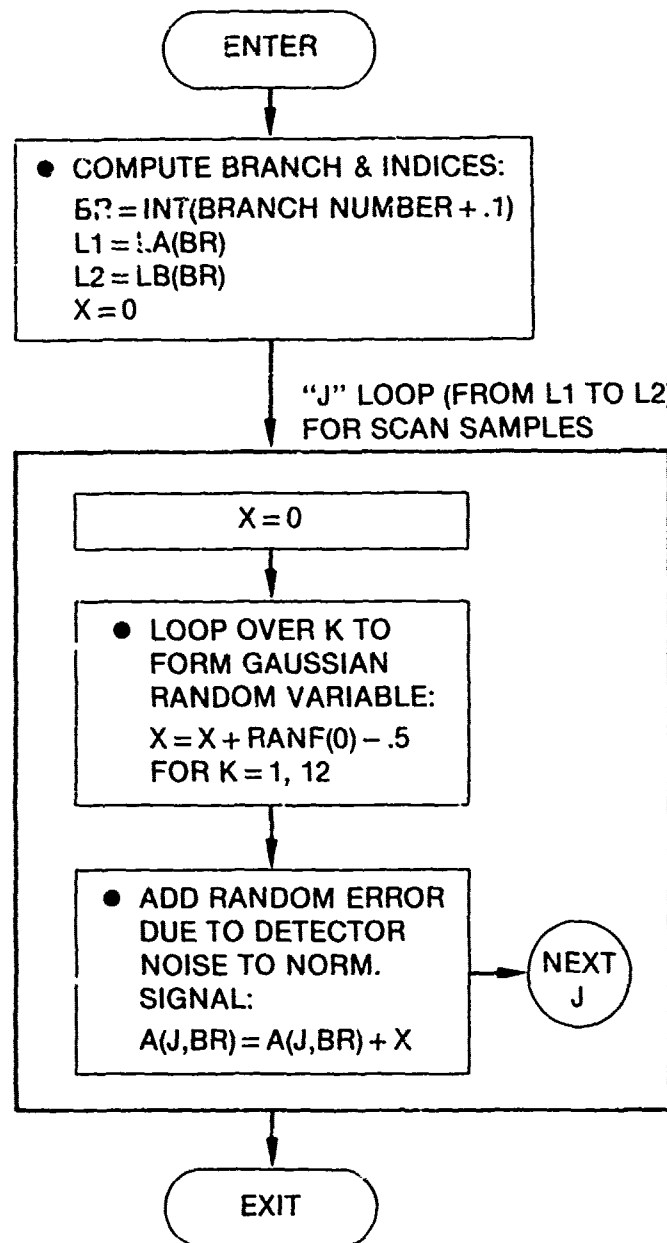 ENTER
● COMPUTE BRANCH & INDICES:
BR = INT(BRANCH NUMBER + .1)
L1 = LA(BR)
L2 = LB(BR)
X = 0
“J” LOOP (FROM L1 TO L2)
FOR SCAN SAMPLES
X = 0
● LOOP OVER K TO
FORM GAUSSIAN
RANDOM VARIABLE:
X = X + RANF(0) – .5
FOR K = 1, 12
● ADD RANDOM ERROR
DUE TO DETECTOR
NOISE TO NORM.
SIGNAL:
A(J,BR) = A(J,BR) + X
NEXT
J
EXIT